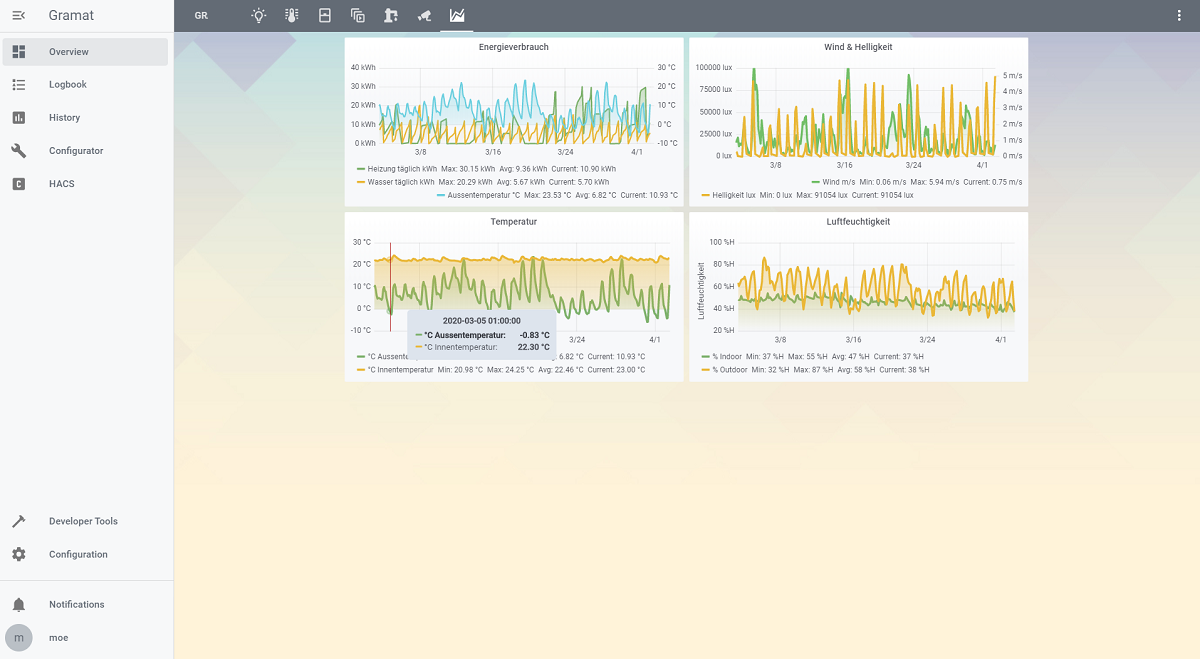 Gramat
GR
Overview
Logbook
History
Configurator
HACS
Developer Tools
Configuration
Notifications
m moe
Energieverbrauch
40 kWh 30 °C
30 kWh 20 °C
20 kWh 10 °C
10 kWh 0 °C
0 kWh -10 °C
3/8 3/16 3/24 4/1
Heizung täglich kWh Max: 30.15 kWh Avg: 9.36 kWh Current: 10.90 kWh
Wasser täglich kWh Max: 20.29 kWh Avg: 5.67 kWh Current: 5.70 kWh
Aussentemperatur °C Max: 23.53 °C Avg: 6.82 °C Current: 10.93 °C
Wind & Helligkeit
100000 lux 5 m/s
75000 lux 4 m/s
50000 lux 3 m/s
25000 lux 2 m/s
0 lux 1 m/s
0 m/s
3/8 3/16 3/24 4/1
Wind m/s Min: 0.06 m/s Max: 5.94 m/s Current: 0.75 m/s
Helligkeit lux Min: 0 lux Max: 91054 lux Current: 91054 lux
Temperatur
30 °C
20 °C
10 °C
0 °C
-10 °C
3/24 4/1
2020-03-05 01:00:00
°C Aussentemperatur: -0.83 °C
°C Innentemperatur: 22.30 °C
°C Aussent 6.82 °C Current: 10.93 °C
°C Innentemperatur Min: 20.98 °C Max: 24.25 °C Avg: 22.46 °C Current: 23.00 °C
Luftfeuchtigkeit
Luftfeuchtigkeit
100 %H
80 %H
60 %H
40 %H
20 %H
3/8 3/16 3/24 4/1
% Indoor Min: 37 %H Max: 55 %H Avg: 47 %H Current: 37 %H
% Outdoor Min: 32 %H Max: 87 %H Avg: 58 %H Current: 38 %H